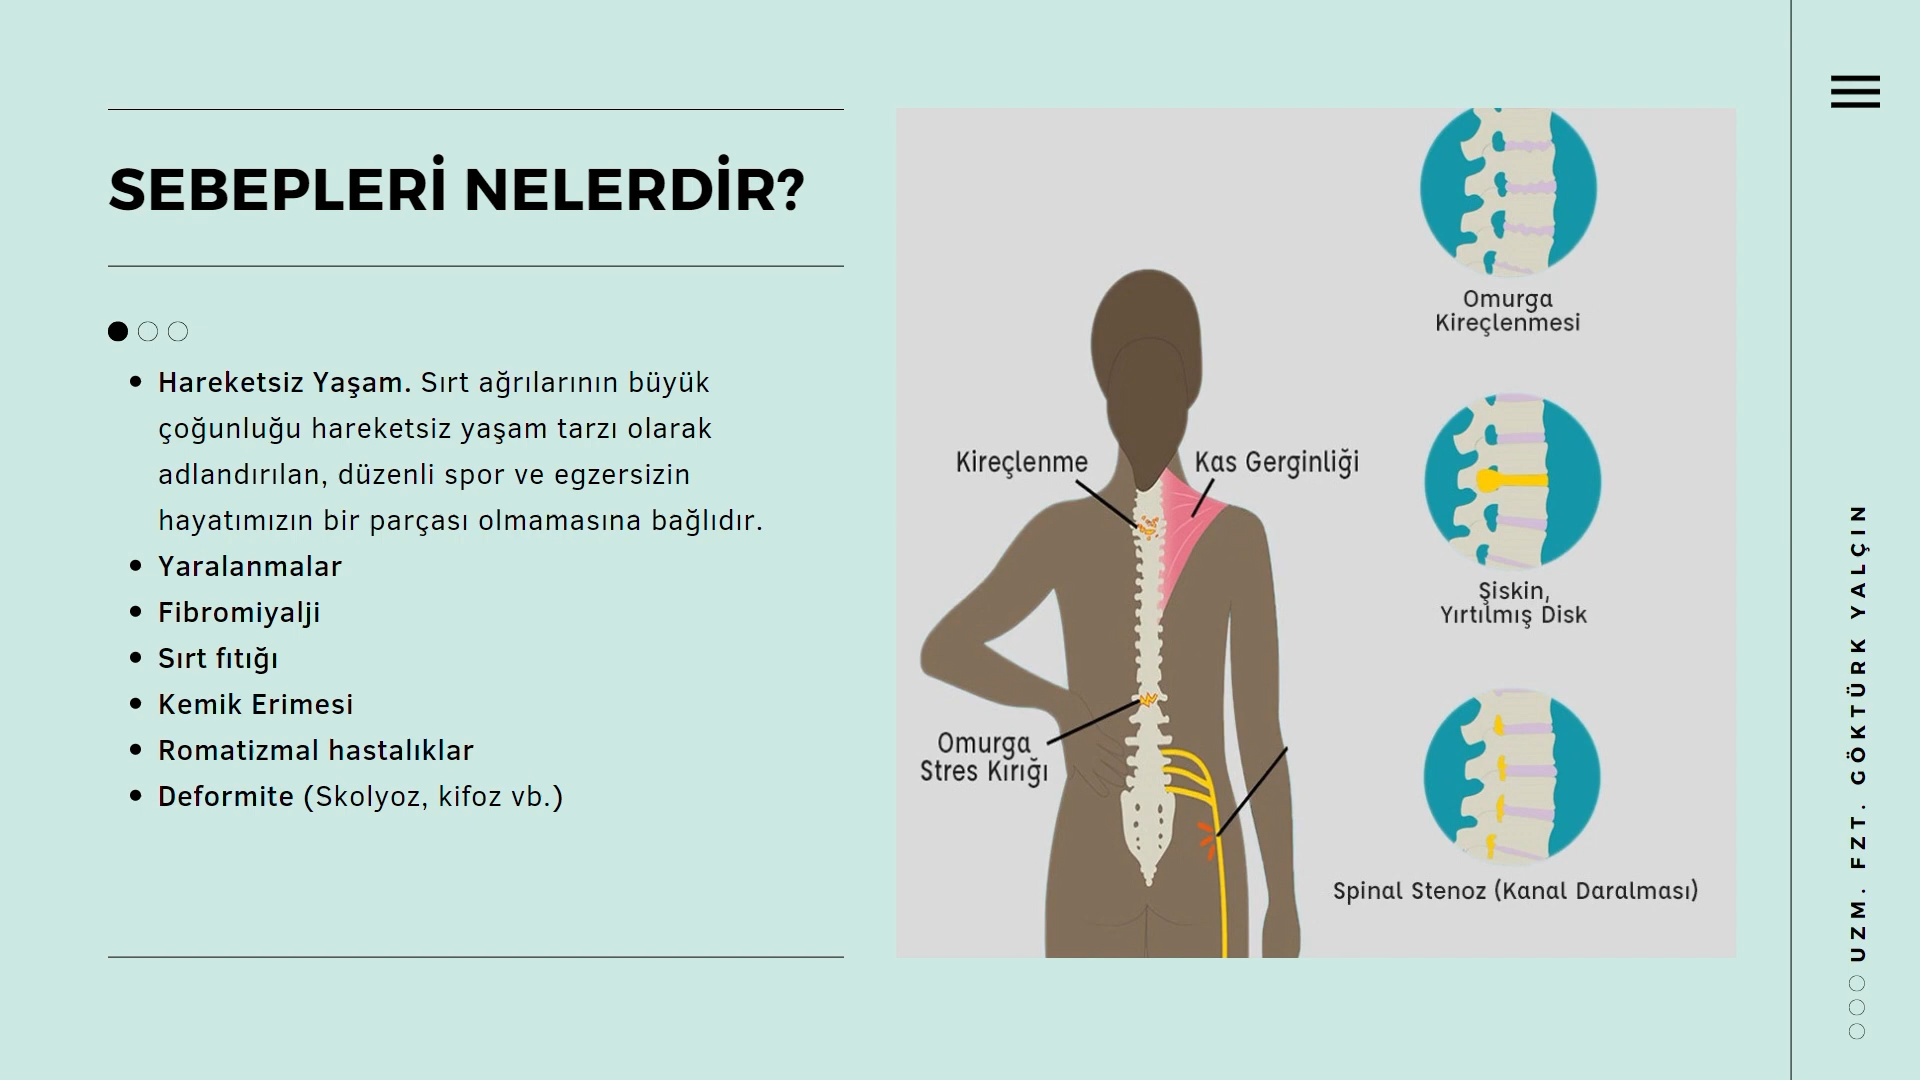 SEBEPLERİ NELERDİR?
Hareketsiz Yaşam. Sırt ağrılarının büyük
çoğunluğu hareketsiz yaşam tarzı olarak
adlandırılan, düzenli spor ve egzersizin
hayatımızın bir parçası olmamasına bağlıdır.
Yaralanmalar
Fibromiyalji
Sırt fıtığı
Kemik Erimesi
Romatizmal hastalıklar
Deformite (Skolyoz, kifoz vb.)
Kireçlenme
Kas Gerginliği
Omurga
Stres Kırığı
Omurga
Kireçlenmesi
Şiskin,
Yırtılmış Disk
Spinal Stenoz (Kanal Daralması)
UZM. FZT. GÖKTÜRK YALÇIN